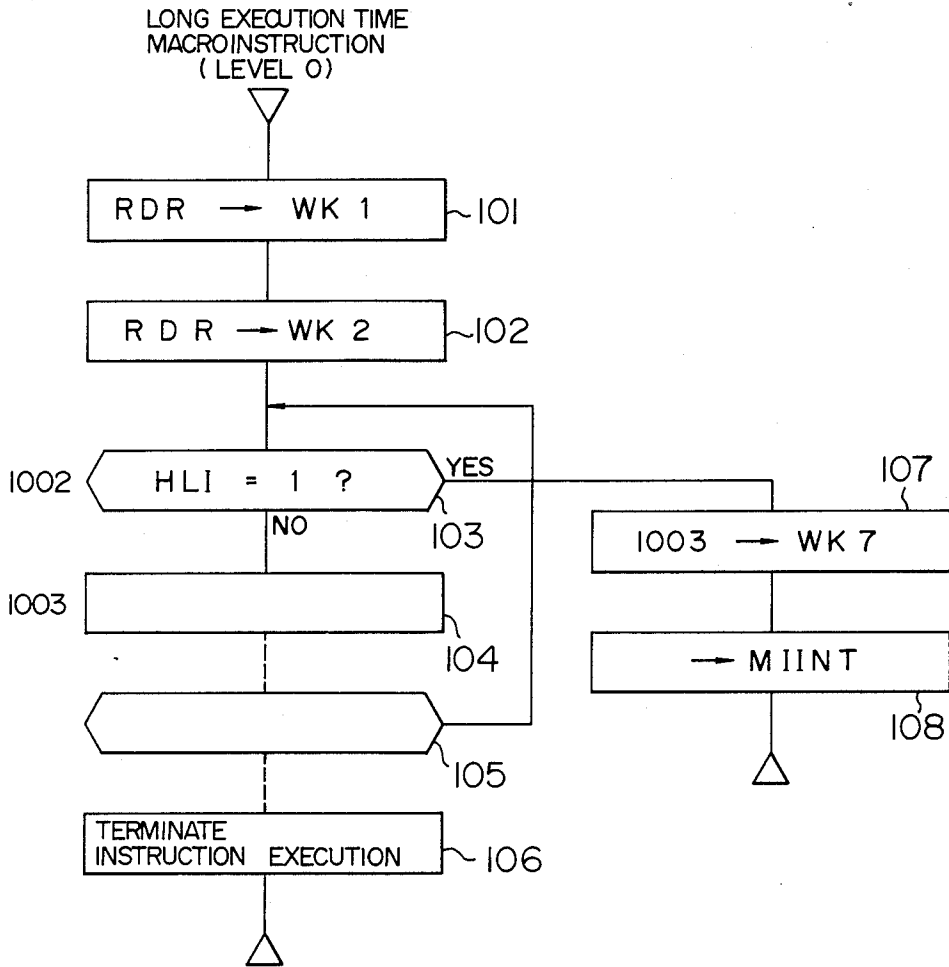 LONG EXECUTION TIME
MACROINSTRUCTION
(LEVEL 0)
RDR → WK 1
101
RDR → WK 2
102
1002
HLI = 1 ?
YES
103
NO
107
1003 → WK 7
1003
104
→ MIINT
108
105
TERMINATE
INSTRUCTION EXECUTION
106